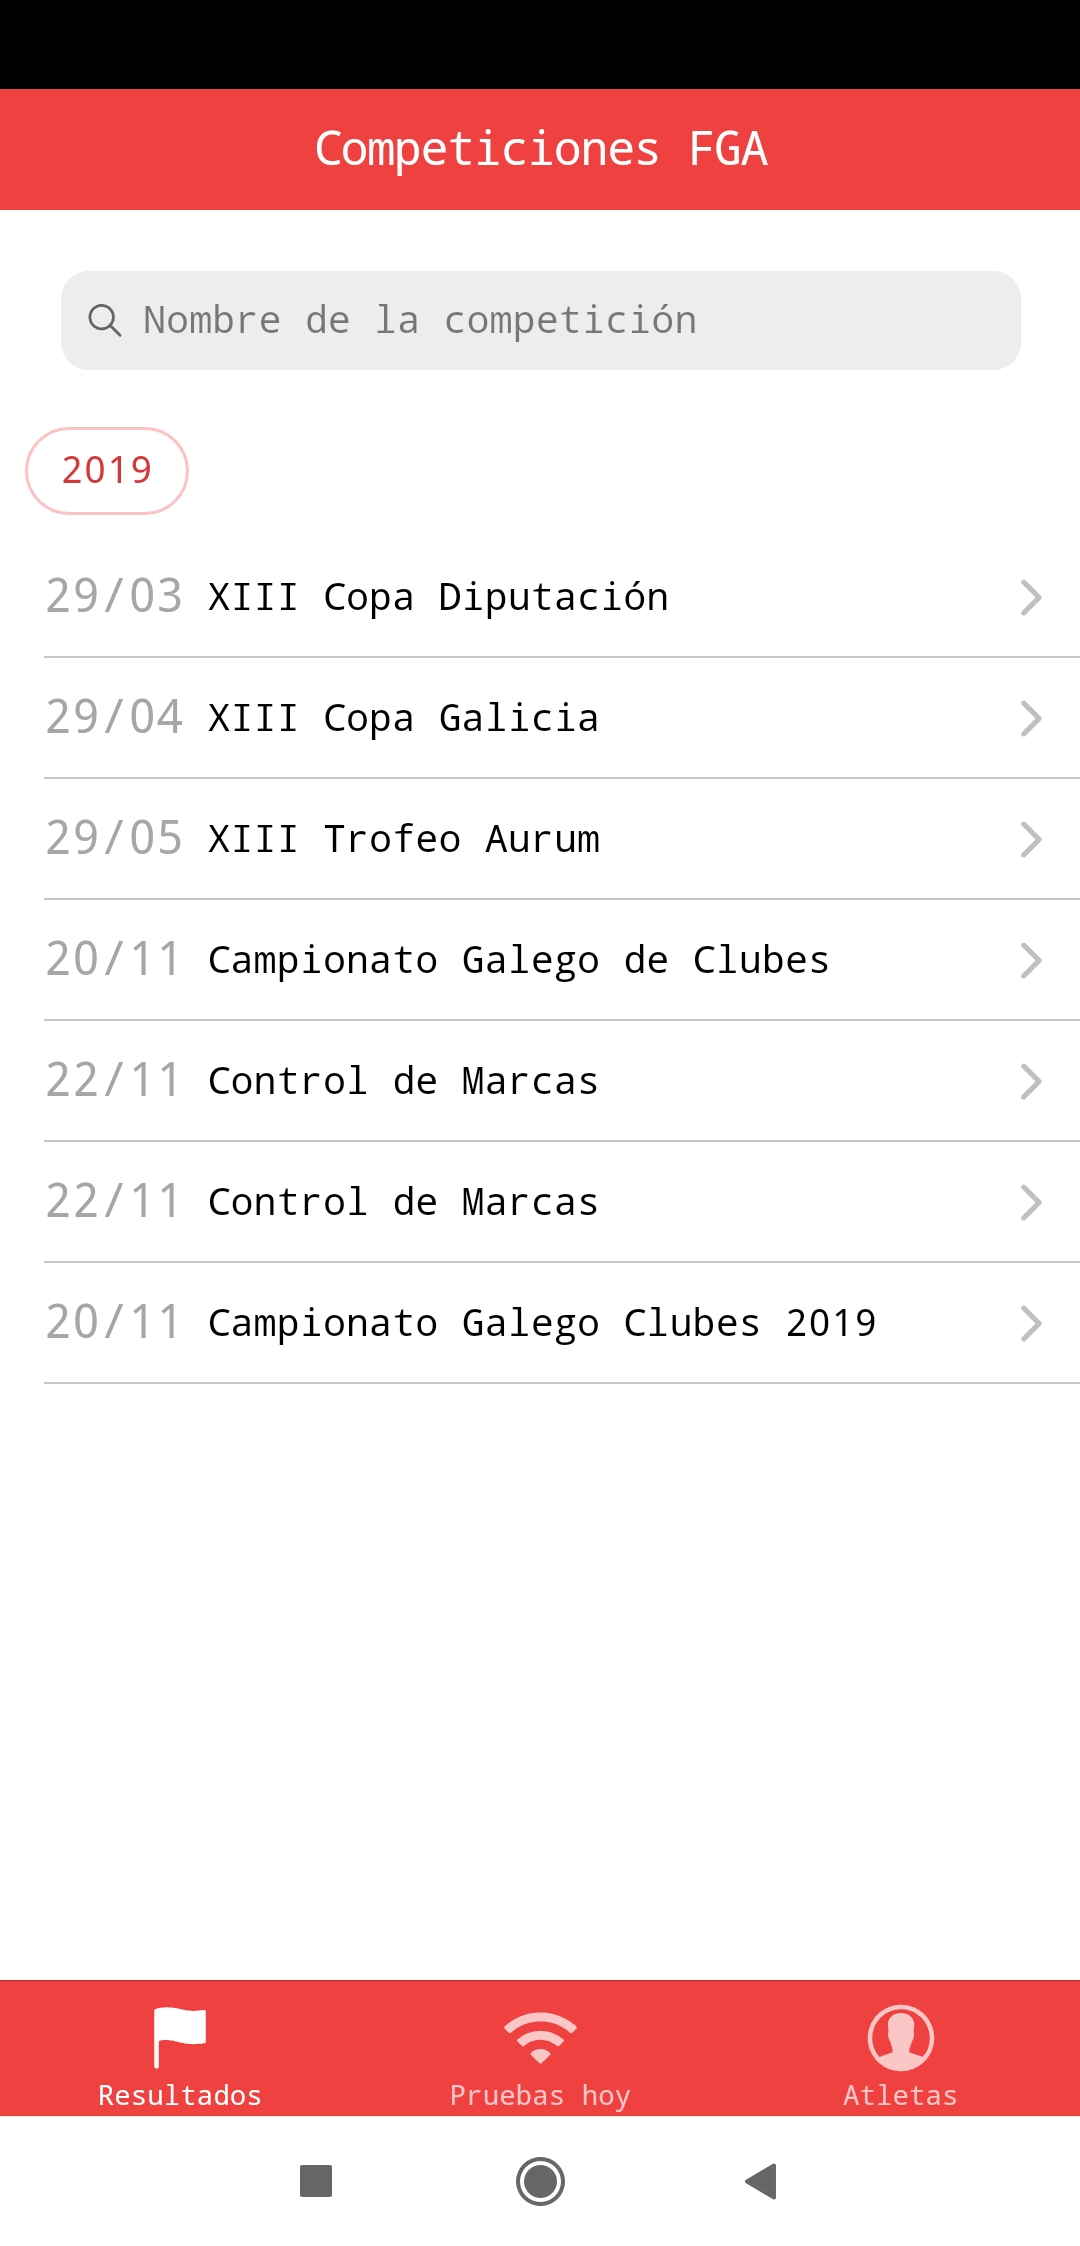 Competiciones FGA
Nombre de la competición
2019
29/03 XIII Copa Diputación
29/04 XIII Copa Galicia
29/05 XIII Trofeo Aurum
20/11 Campionato Galego de Clubes
22/11 Control de Marcas
22/11 Control de Marcas
20/11 Campionato Galego Clubes 2019
Resultados Pruebas hoy Atletas